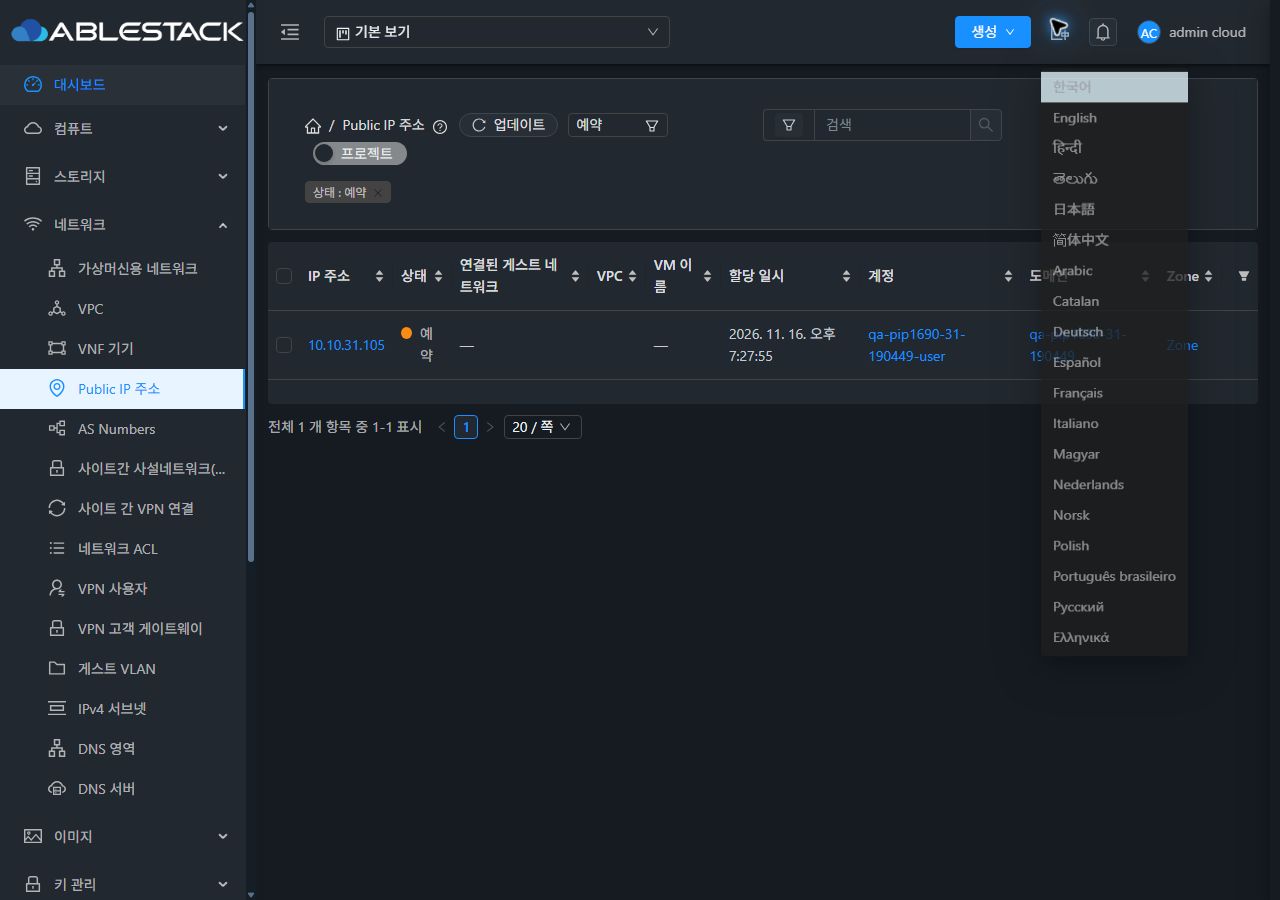 ABLESTACK
기본 보기
생성
AC
admin cloud
대시보드
컴퓨트
스토리지
네트워크
가상머신용 네트워크
VPC
VNF 기기
Public IP 주소
AS Numbers
사이트간 사설네트워크(...
사이트 간 VPN 연결
네트워크 ACL
VPN 사용자
VPN 고객 게이트웨이
게스트 VLAN
IPv4 서브넷
DNS 영역
DNS 서버
이미지
키 관리
/ Public IP 주소
업데이트
예약
검색
프로젝트
상태 : 예약
IP 주소
상태
연결된 게스트 네
트워크
VPC
VM 이
름
할당 일시
계정
도메인
Zone
10.10.31.105
예
약
—
—
2026. 11. 16. 오후
7:27:55
qa-pip1690-31-
190449-user
qa-pip1690-31-
190449
Zone
전체 1 개 항목 중 1-1 표시
1
20 / 쪽
한국어
English
हिन्दी
తెలుగు
日本語
简体中文
Arabic
Catalan
Deutsch
Español
Français
Italiano
Magyar
Nederlands
Norsk
Polish
Português brasileiro
Русский
Ελληνικά